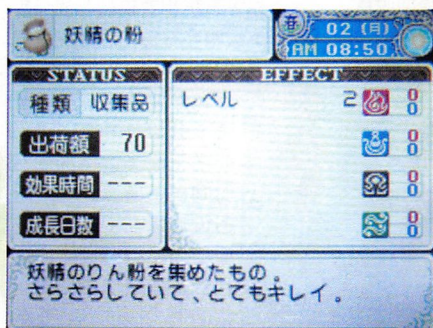 妖精の粉
春 02 (月)
AM 08:50
STATUS
種類 収集品
出荷額 70
効果時間 ---
成長日数 ---
EFFECT
レベル 2 0 0
0 0
0 0
0 0
妖精のりん粉を集めたもの。
さらさらしていて、とてもキレイ。